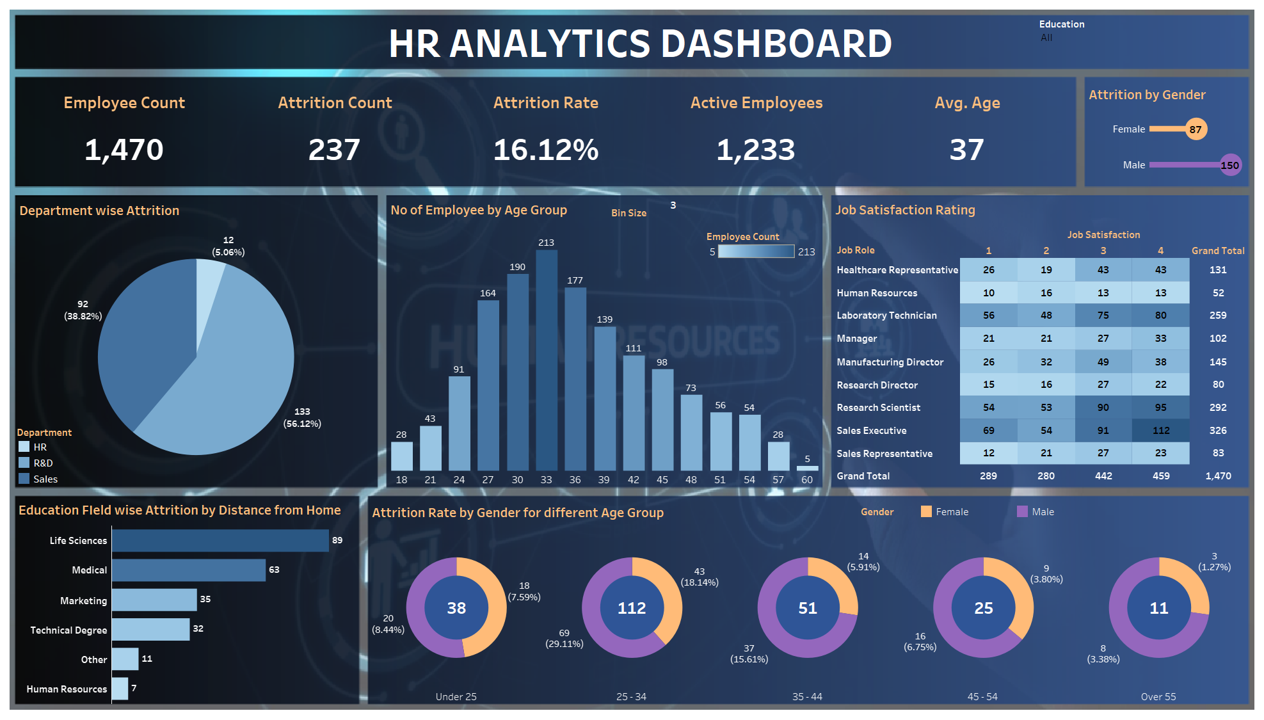 HR ANALYTICS DASHBOARD
Education
All
Employee Count
Attrition Count
Attrition Rate
Active Employees
Avg. Age
1,470
237
16.12%
1,233
37
Attrition by Gender
Female 87
Male 150
Department wise Attrition
12
(5.06%)
92
(38.82%)
133
(56.12%)
Department
HR
R&D
Sales
No of Employee by Age Group
Bin Size 3
Employee Count
5 213
28 43 91 164 190 213 177 139 111 98 73 56 54 28 5
18 21 24 27 30 33 36 39 42 45 48 51 54 57 60
HUMAN RESOURCES
Job Satisfaction Rating
Job Satisfaction
Job Role 1 2 3 4 Grand Total
Healthcare Representative 26 19 43 43 131
Human Resources 10 16 13 13 52
Laboratory Technician 56 48 75 80 259
Manager 21 21 27 33 102
Manufacturing Director 26 32 49 38 145
Research Director 15 16 27 22 80
Research Scientist 54 53 90 95 292
Sales Executive 69 54 91 112 326
Sales Representative 12 21 27 23 83
Grand Total 289 280 442 459 1,470
Education FIeld wise Attrition by Distance from Home
Life Sciences 89
Medical 63
Marketing 35
Technical Degree 32
Other 11
Human Resources 7
Attrition Rate by Gender for different Age Group
Gender Female Male
18
(7.59%)
38
20
(8.44%)
Under 25
43
(18.14%)
112
69
(29.11%)
25 - 34
14
(5.91%)
51
37
(15.61%)
35 - 44
9
(3.80%)
25
16
(6.75%)
45 - 54
3
(1.27%)
11
8
(3.38%)
Over 55